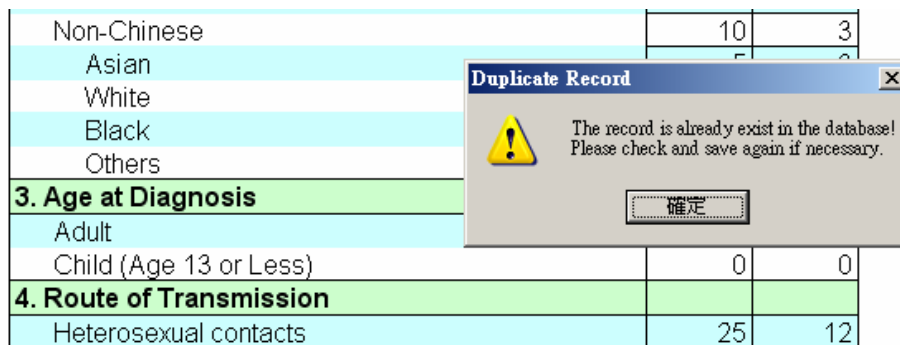 Non-Chinese 10 3
Asian
White
Black
Others
3. Age at Diagnosis
Adult
Child (Age 13 or Less) 0 0
4. Route of Transmission
Heterosexual contacts 25 12
Duplicate Record
The record is already exist in the database!
Please check and save again if necessary.
確定